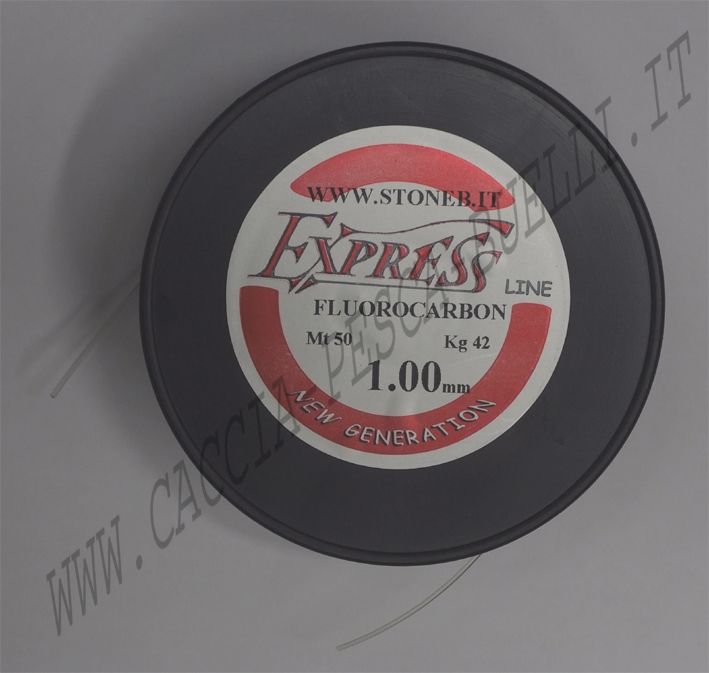 WWW.STONEB.IT
EXPRESS
LINE
FLUOROCARBON
Mt 50 Kg 42
1.00mm
NEW GENERATION
WWW.CACCIA-PESCA-BUELLI.IT